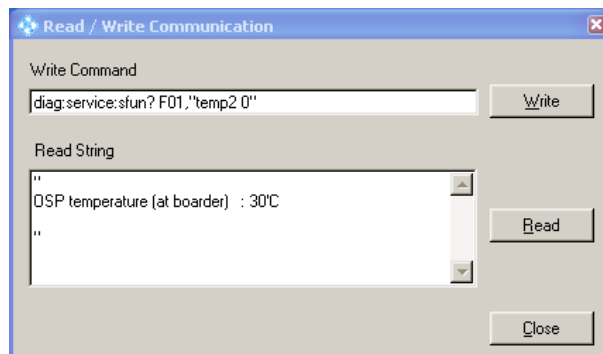 Read / Write Communication
Write Command
diag:service:sfun? F01,"temp2 0"
Write
Read String
"
OSP temperature (at boarder) : 30'C
"
Read
Close